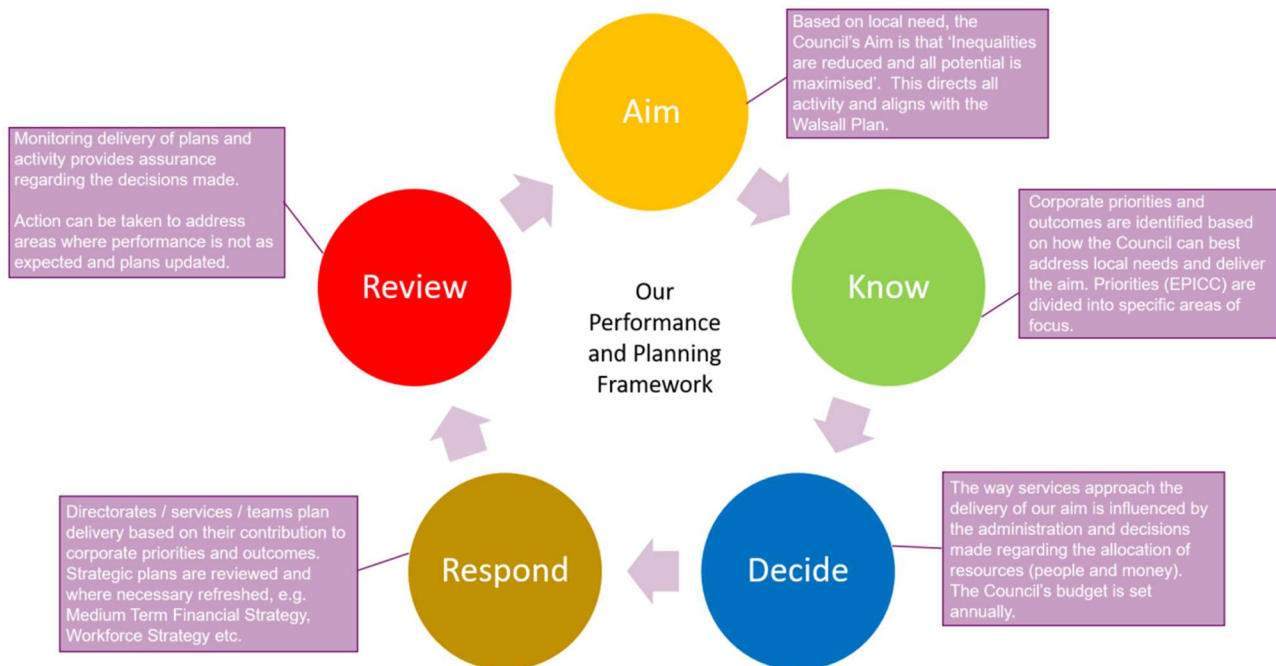 Aim
Based on local need, the
Council's Aim is that 'Inequalities
are reduced and all potential is
maximised'.  This directs all
activity and aligns with the
Walsall Plan.
Monitoring delivery of plans and
activity provides assurance
regarding the decisions made.
Action can be taken to address
areas where performance is not as
expected and plans updated.
Review
Our
Performance
and Planning
Framework
Know
Corporate priorities and
outcomes are identified based
on how the Council can best
address local needs and deliver
the aim. Priorities (EPICC) are
divided into specific areas of
focus.
Directorates / services / teams plan
delivery based on their contribution to
corporate priorities and outcomes.
Strategic plans are reviewed and
where necessary refreshed, e.g.
Medium Term Financial Strategy,
Workforce Strategy etc.
Respond
Decide
The way services approach the
delivery of our aim is influenced by
the administration and decisions
made regarding the allocation of
resources (people and money).
The Council's budget is set
annually.